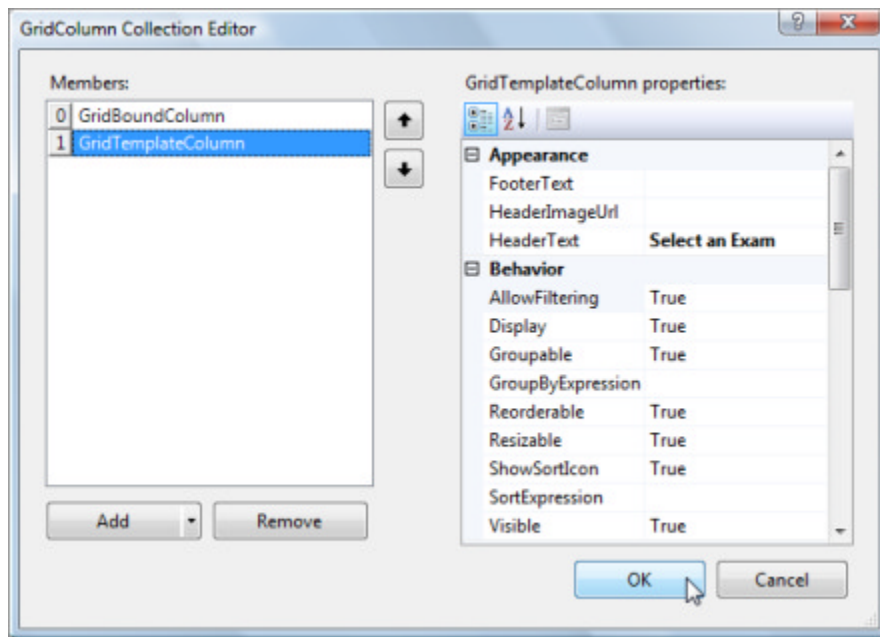 GridColumn Collection Editor
Members:
0 GridBoundColumn
1 GridTemplateColumn
Add
Remove
GridTemplateColumn properties:
Appearance
FooterText
HeaderImageUrl
HeaderText Select an Exam
Behavior
AllowFiltering True
Display True
Groupable True
GroupByExpression
Reorderable True
Resizable True
ShowSortIcon True
SortExpression
Visible True
OK
Cancel